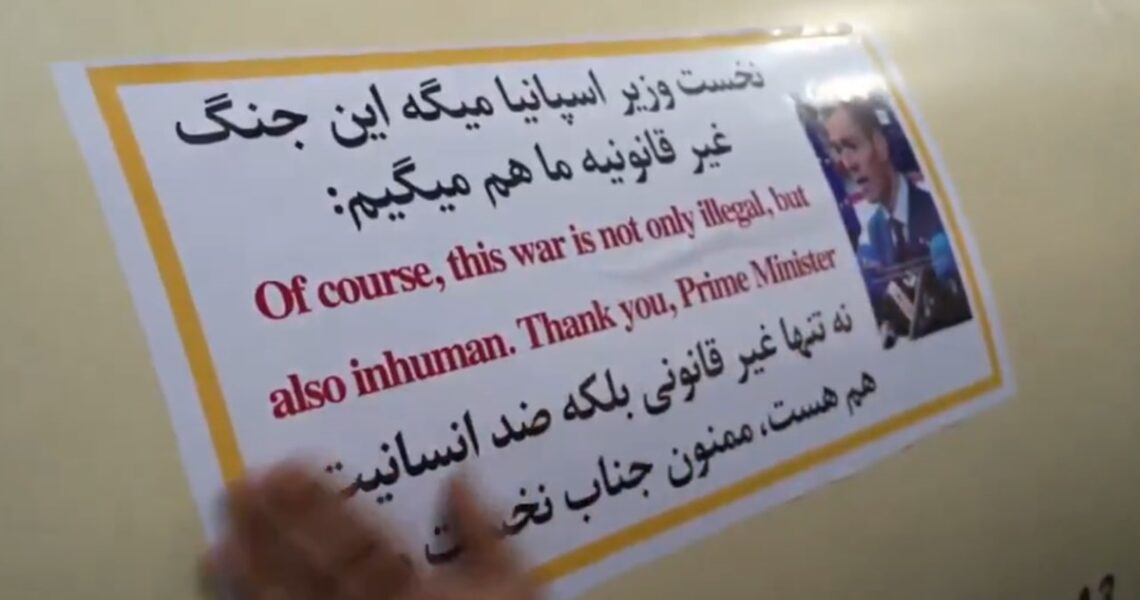 نخست وزیر اسپانیا میگه این جنگ
غیر قانونیه ما هم میگیم:
Of course, this war is not only illegal, but
also inhuman. Thank you, Prime Minister
نه تنها غیر قانونی بلکه ضد انسانیت
هم هست، ممنون جناب